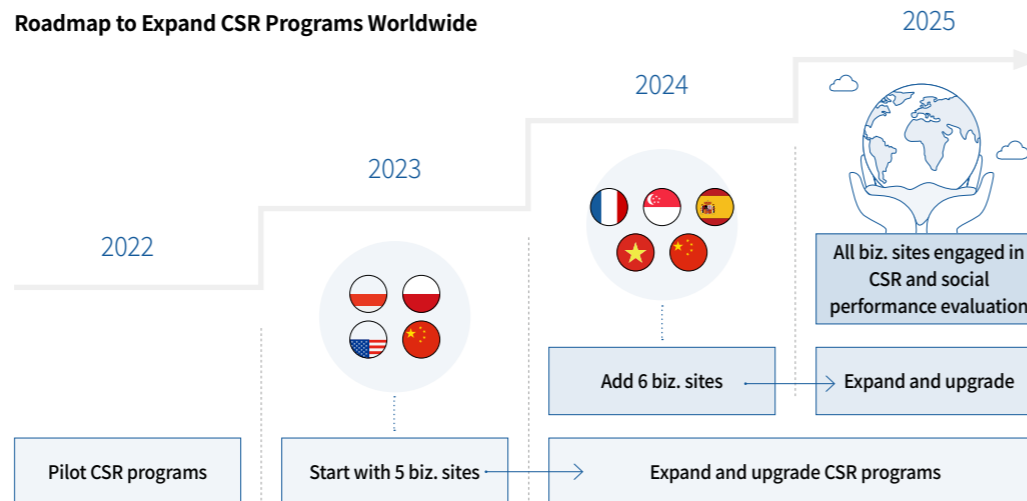 Roadmap to Expand CSR Programs Worldwide
2025
2024
2023
2022
All biz. sites engaged in
CSR and social
performance evaluation
Add 6 biz. sites
Expand and upgrade
Pilot CSR programs
Start with 5 biz. sites
Expand and upgrade CSR programs